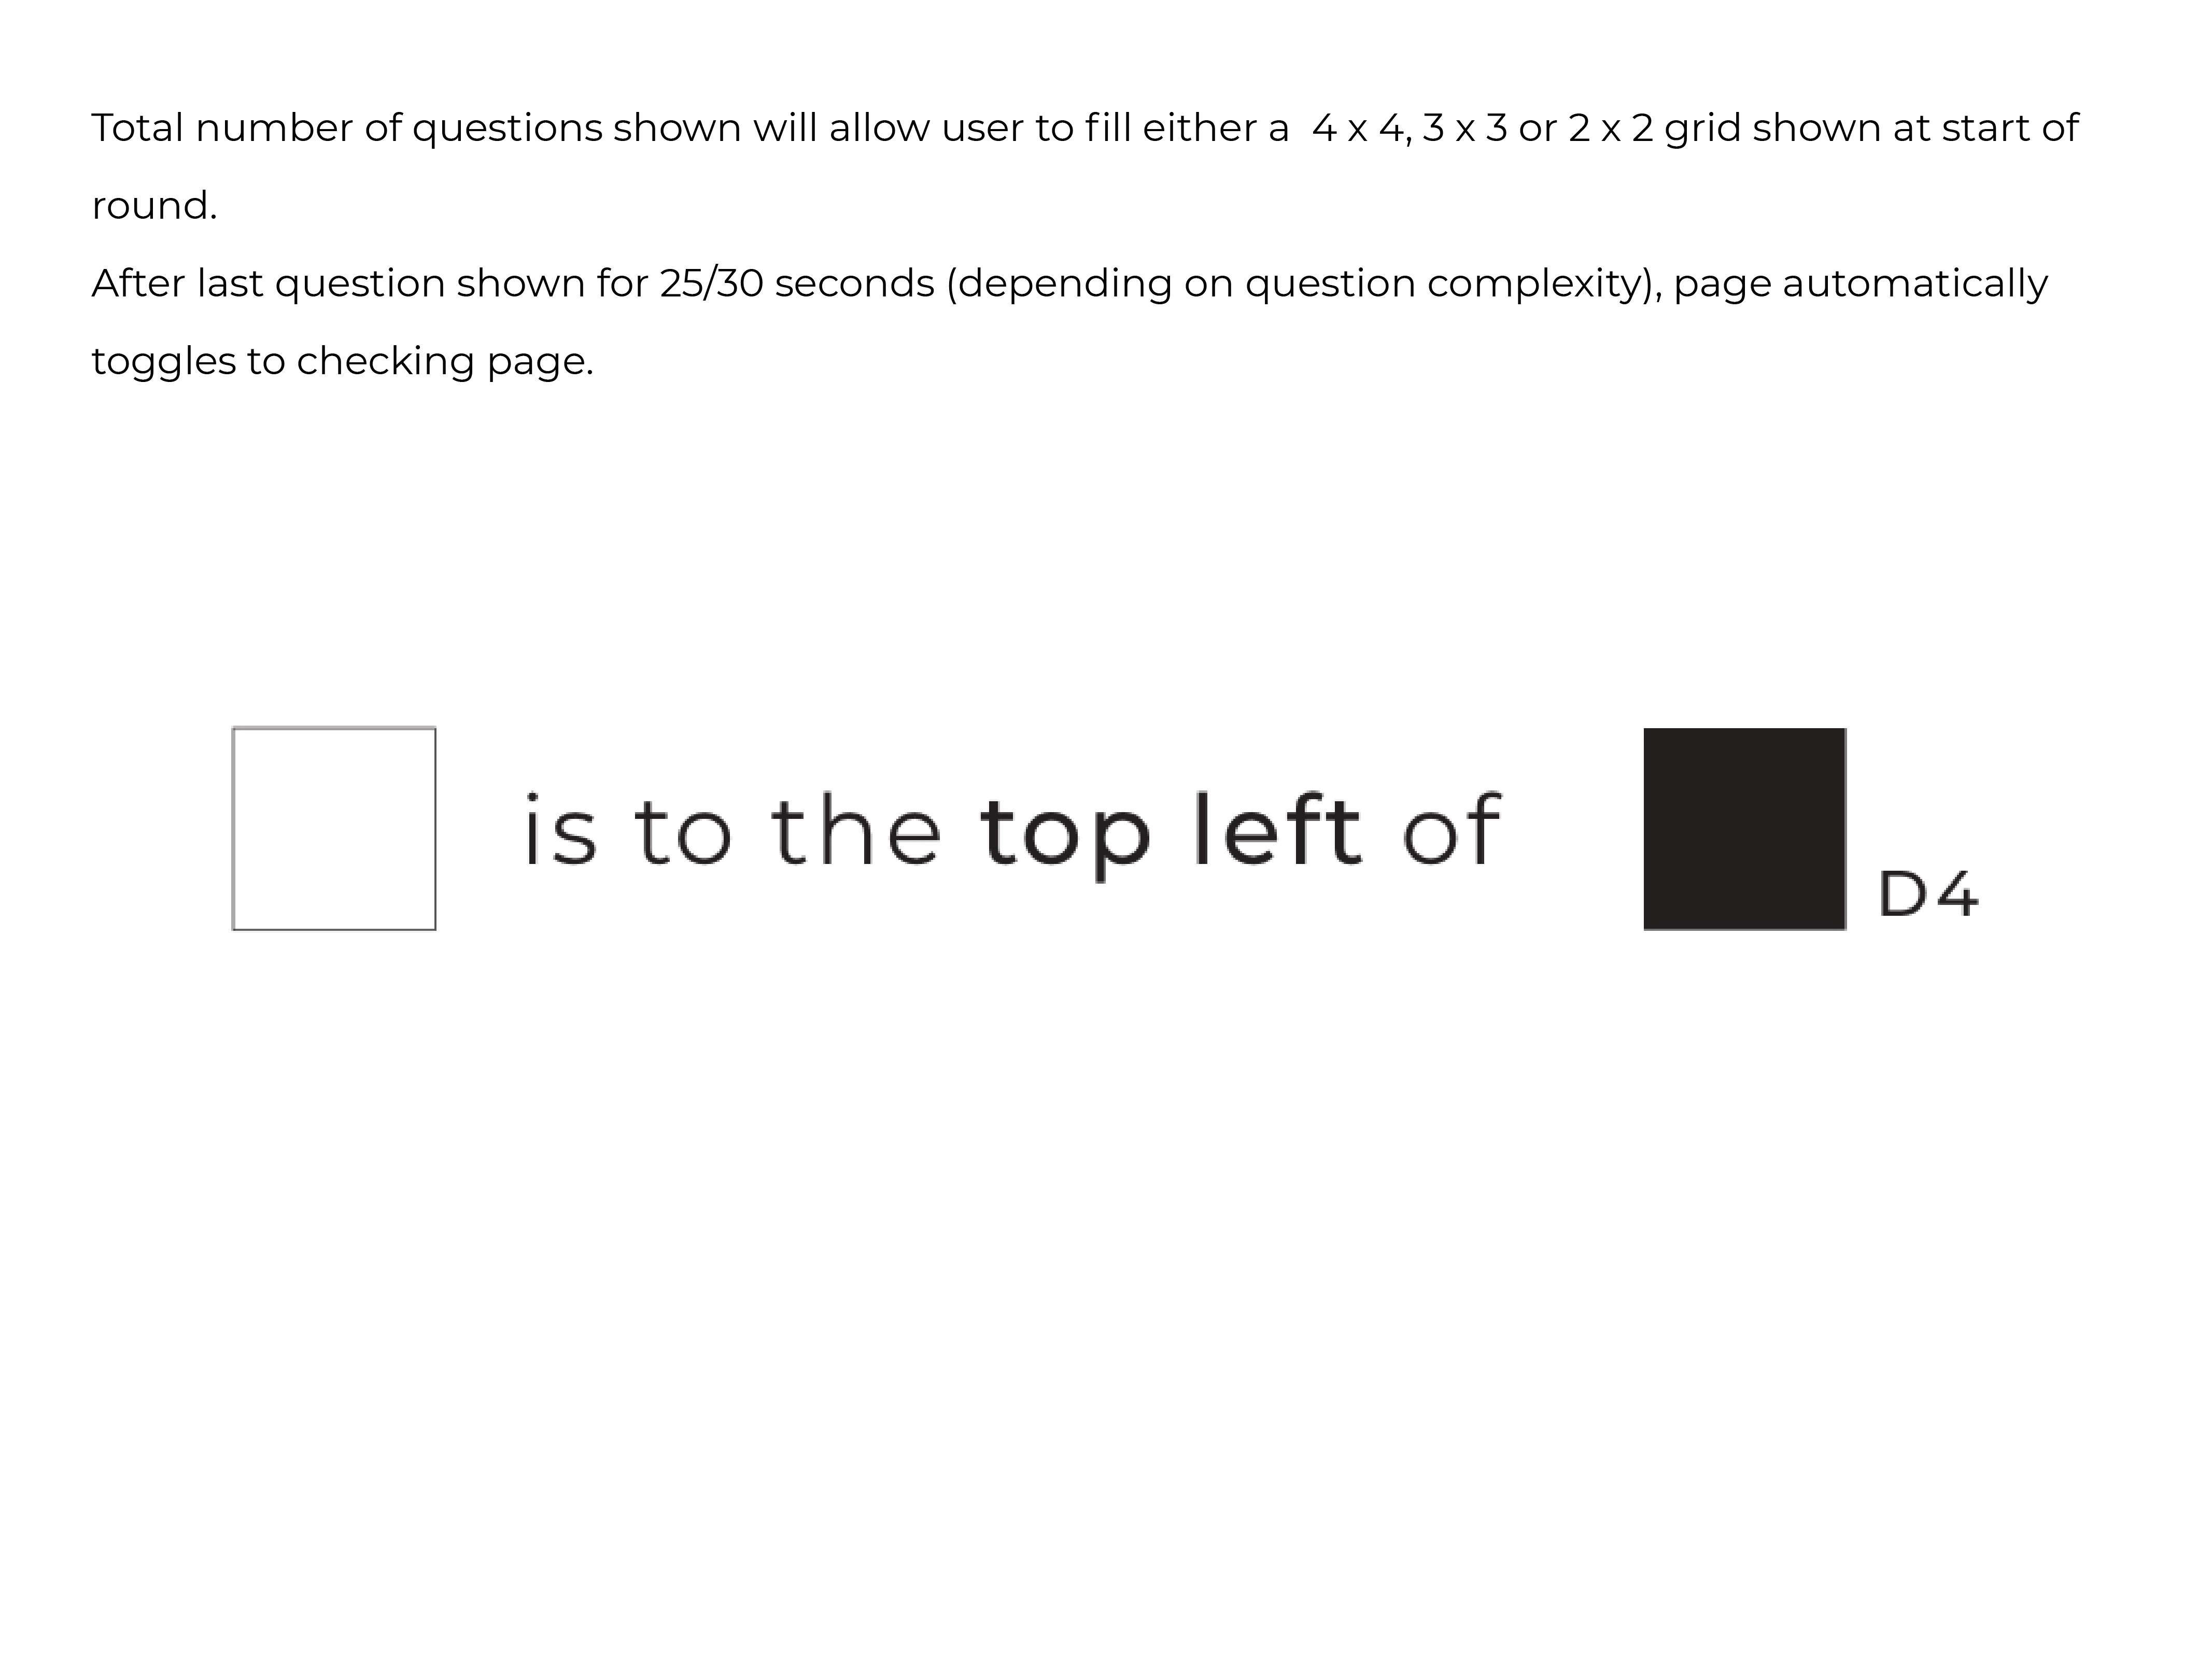 Total number of questions shown will allow user to fill either a  4 x 4, 3 x 3 or 2 x 2 grid shown at start of
round.
After last question shown for 25/30 seconds (depending on question complexity), page automatically
toggles to checking page.
is to the top left of
D4